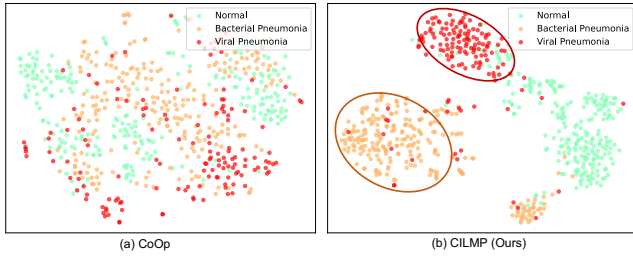 Normal
Bacterial Pneumonia
Viral Pneumonia
Normal
Bacterial Pneumonia
Viral Pneumonia
(a) CoOp
(b) CILMP (Ours)